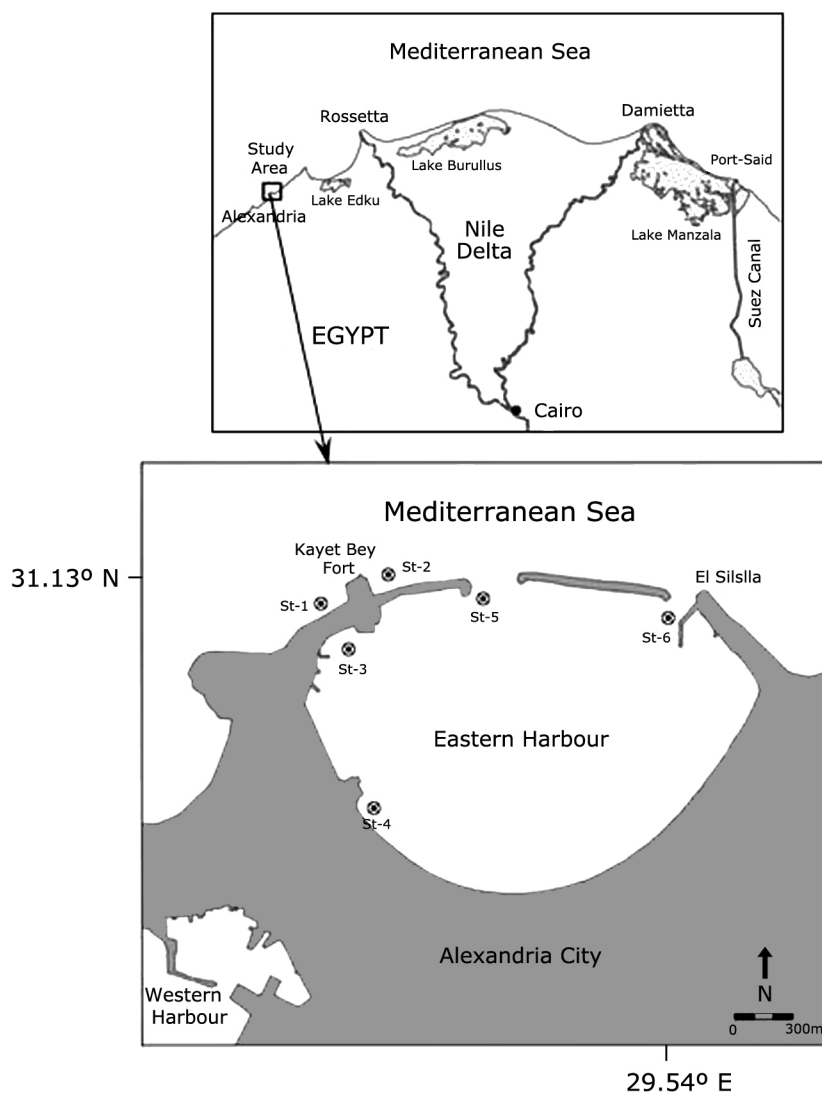 Mediterranean Sea
Rossetta
Damietta
Study
Area
Port-Said
Lake Burullus
Lake Edku
Alexandria
Nile
Delta
Lake Manzala
Suez Canal
EGYPT
Cairo
Mediterranean Sea
Kayet Bey
Fort
St-2
31.13º N
El Silslla
St-1
St-5
St-6
St-3
Eastern Harbour
St-4
Alexandria City
Western
Harbour
N
0 300m
29.54º E